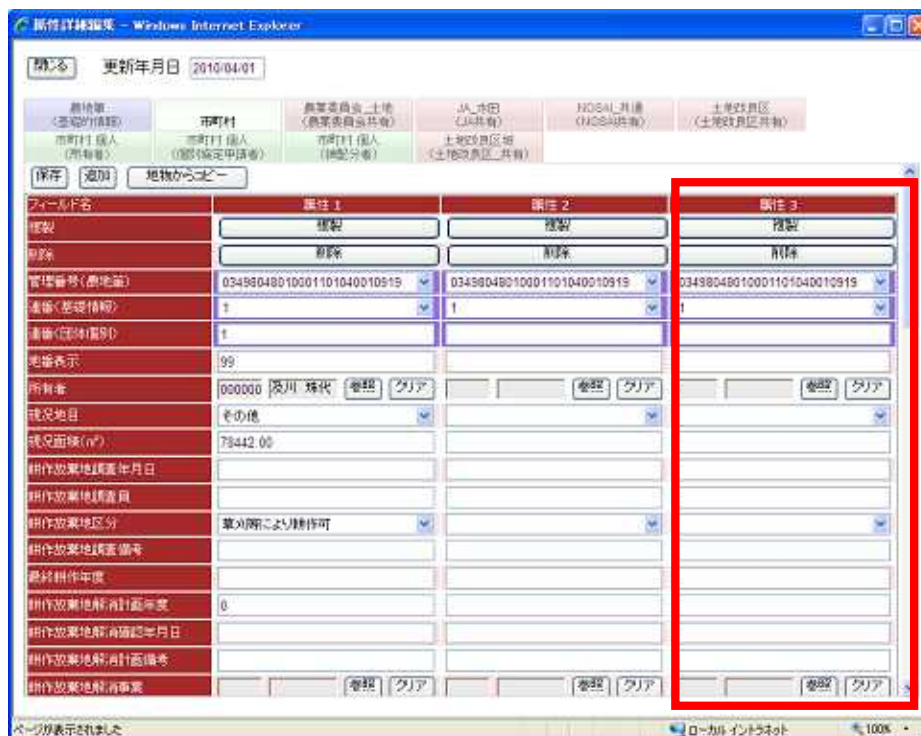 属性詳細編集 - Windows Internet Explorer
閉じる 更新年月日 2010/04/01
農地筆 市町村 農業委員会_土地 JA_水田 NOSAI_共通 土地改良区
(基礎的情報) (農業委員会共有) (JA共有) (NOSAI共有) (土地改良区共有)
市町村 個人 市町村 個人 市町村 個人 土地改良区
(所有者) (個別協定申請者) (土地改良区_共有)
保存 追加 地物からコピー
フィールド名 属性 1 属性 2 属性 3
複製 複製 複製 複製
削除 削除 削除 削除
管理番号(農地筆) 034980480100011010400109​19 034980480100011010400109​19 034980480100011010400109​19
連番(基礎情報) 1 1 1
連番(団体個別) 1
地番表示 99
所有者 000000 及川 珠代 参照 クリア 参照 クリア 参照 クリア
現況地目 その他
現況面積(㎡) 78442.00
耕作放棄地調査年月日
耕作放棄地調査員
耕作放棄地区分 草刈等により耕作可
耕作放棄地調査備考
最終耕作年度
耕作放棄地解消計画年度 0
耕作放棄地解消確認年月日
耕作放棄地解消計画備考
耕作放棄地解消事業 参照 クリア 参照 クリア 参照 クリア
ページが表示されました ローカル イントラネット 100%